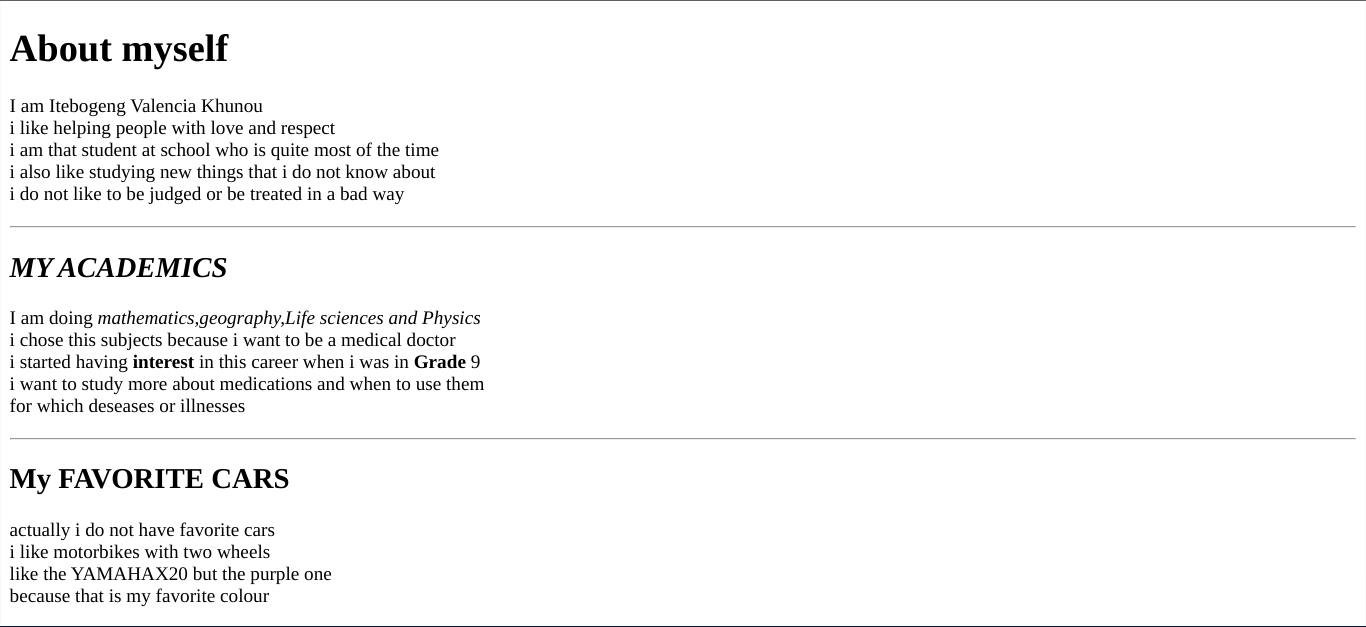 About myself
I am Itebogeng Valencia Khunou
i like helping people with love and respect
i am that student at school who is quite most of the time
i also like studying new things that i do not know about
i do not like to be judged or be treated in a bad way
MY ACADEMICS
I am doing mathematics,geography,Life sciences and Physics
i chose this subjects because i want to be a medical doctor
i started having interest in this career when i was in Grade 9
i want to study more about medications and when to use them
for which deseases or illnesses
My FAVORITE CARS
actually i do not have favorite cars
i like motorbikes with two wheels
like the YAMAHAX20 but the purple one
because that is my favorite colour